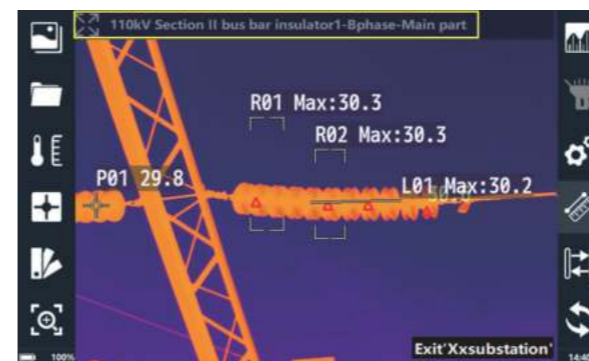 110kV Section II bus bar insulator1-Bphase-Main part
R01 Max:30.3
R02 Max:30.3
P01 29.8
L01 Max:30.2
Exit'Xxsubstation'
100%
14:40